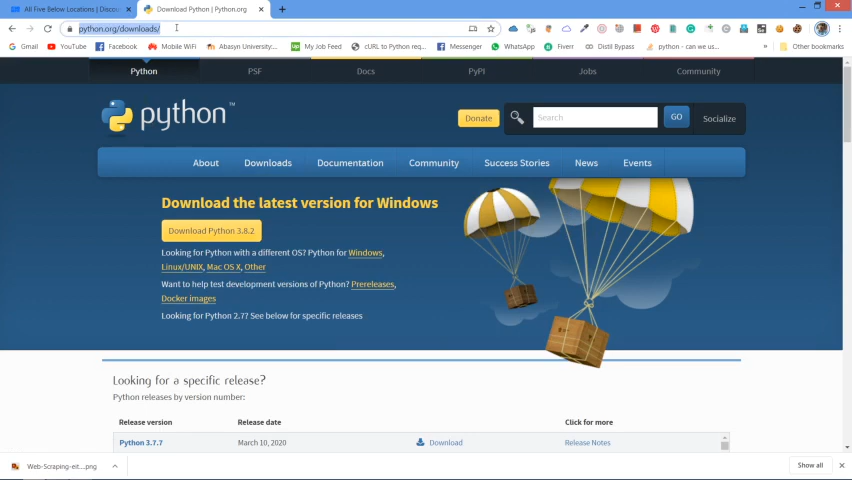 All Five Below Locations | Discou
Download Python | Python.org
python.org/downloads/
Gmail
YouTube
Facebook
Mobile WiFi
Abasyn University:...
My Job Feed
cURL to Python req...
Messenger
WhatsApp
Fiverr
Distil Bypass
python - can we us...
Other bookmarks
Python
PSF
Docs
PyPI
Jobs
Community
python™
Donate
Search
GO
Socialize
About
Downloads
Documentation
Community
Success Stories
News
Events
Download the latest version for Windows
Download Python 3.8.2
Looking for Python with a different OS? Python for Windows,
Linux/UNIX, Mac OS X, Other
Want to help test development versions of Python? Prereleases,
Docker images
Looking for Python 2.7? See below for specific releases
Looking for a specific release?
Python releases by version number:
Release version
Release date
Click for more
Python 3.7.7
March 10, 2020
Download
Release Notes
Web-Scraping-eit....png
Show all